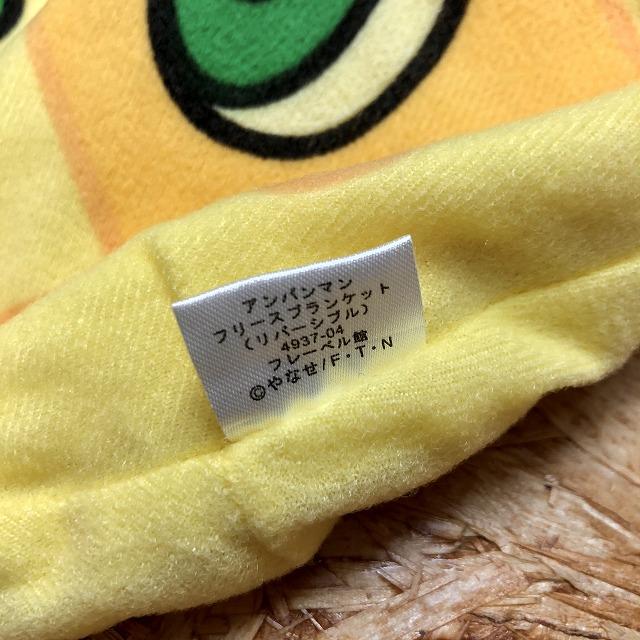 アンパンマン
フリースブランケット
(リバーシブル)
4937-04
フレーベル館
©やなせ/F・T・N